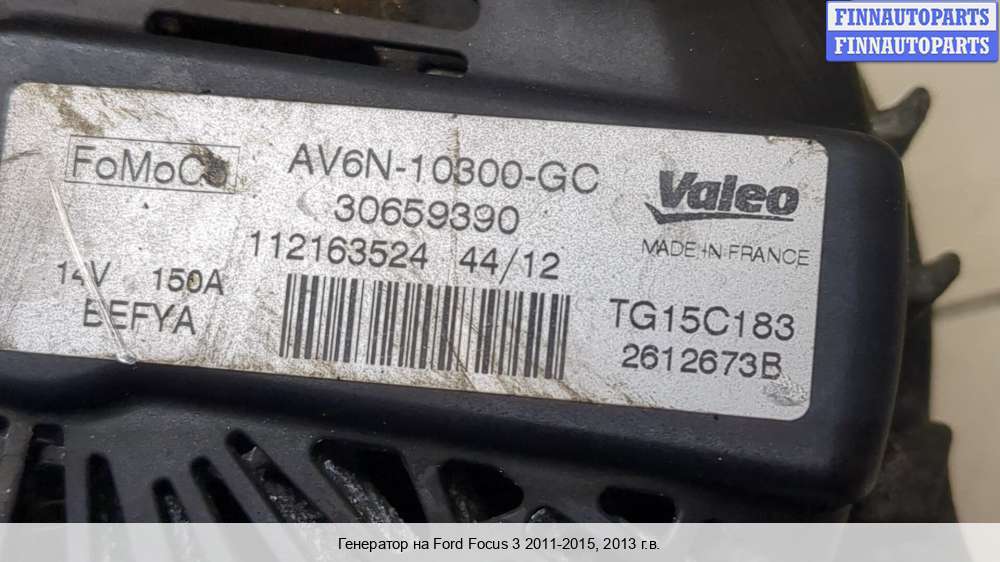 FINNAUTOPARTS
FINNAUTOPARTS
FoMoCo
AV6N-10300-GC
30659390
112163524 44/12
14V 150A
BEFYA
Valeo
MADE IN FRANCE
TG15C183
2612673B
Генератор на Ford Focus 3 2011-2015, 2013 г.в.